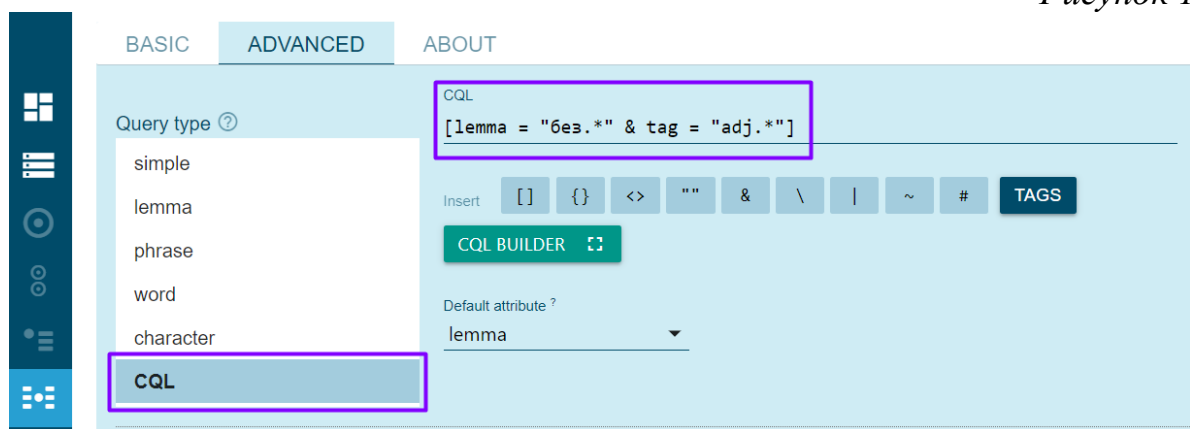 Рисунок 1
BASIC ADVANCED ABOUT
Query type ?
simple
lemma
phrase
word
character
CQL
CQL
[lemma = "без.*" & tag = "adj.*"]
Insert [] {} <> "" & \ | ~ # TAGS
CQL BUILDER
Default attribute ?
lemma